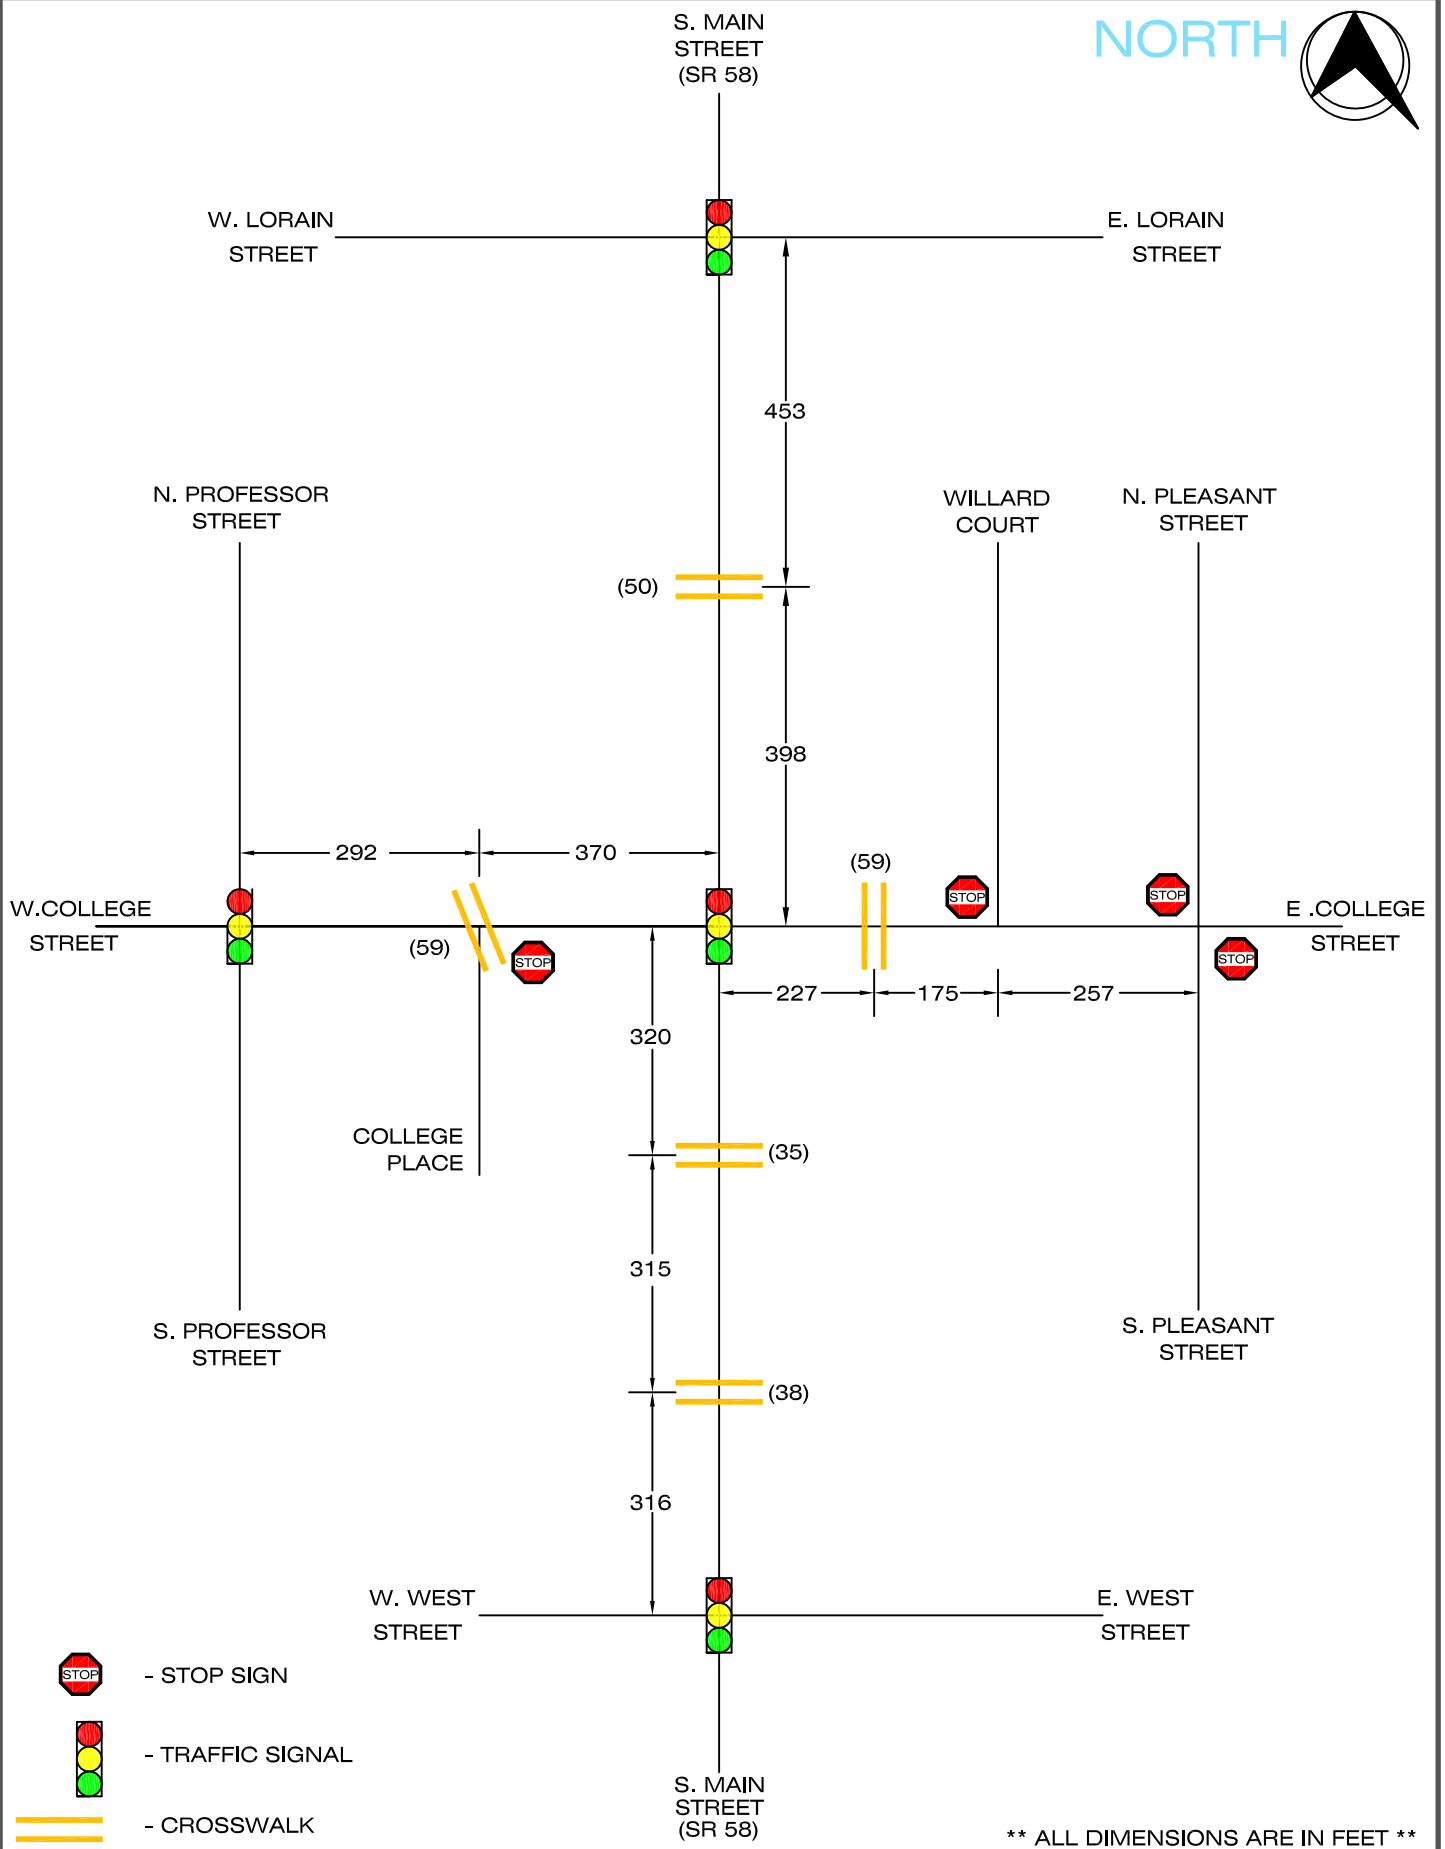 S. MAIN
STREET
(SR 58)
NORTH
W. LORAIN
STREET
E. LORAIN
STREET
453
N. PROFESSOR
STREET
WILLARD
COURT
N. PLEASANT
STREET
(50)
398
292
370
(59)
W.COLLEGE
STREET
(59)
STOP
STOP
STOP
STOP
E .COLLEGE
STREET
227
175
257
320
COLLEGE
PLACE
(35)
315
S. PROFESSOR
STREET
S. PLEASANT
STREET
(38)
316
W. WEST
STREET
E. WEST
STREET
STOP
- STOP SIGN
- TRAFFIC SIGNAL
- CROSSWALK
S. MAIN
STREET
(SR 58)
** ALL DIMENSIONS ARE IN FEET **